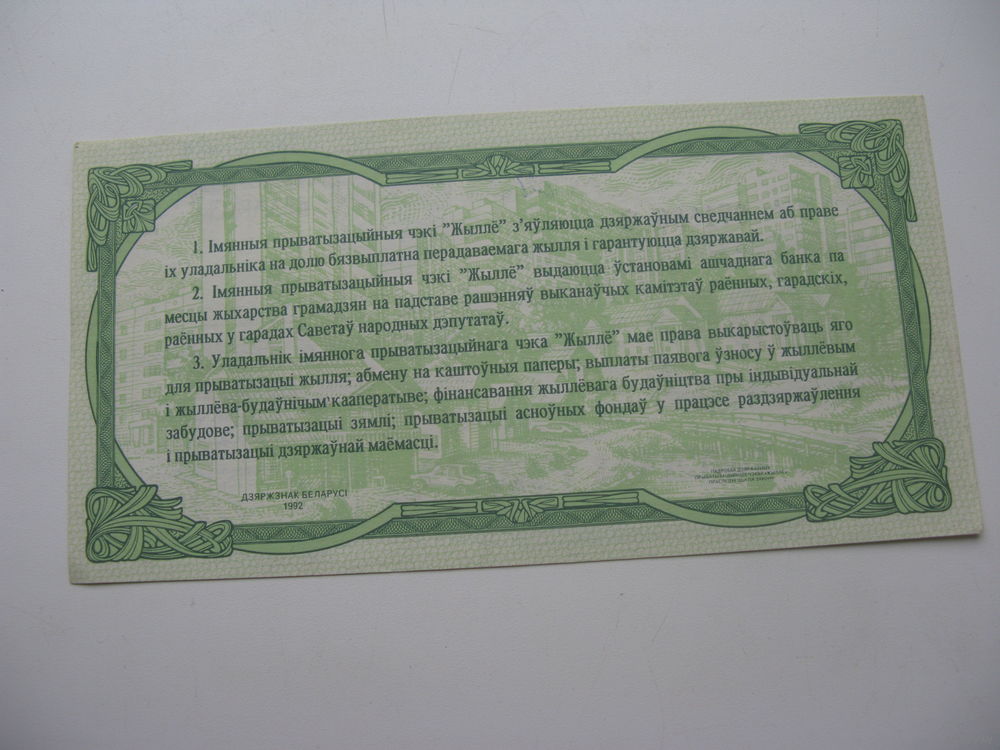 1. Імянныя прыватызацыйныя чэкі "Жыллё" з'яўляюцца дзяржаўным сведчаннем аб праве
іх уладальніка на долю бязвыплатна перадаваемага жылля і гарантуюцца дзяржавай.
2. Імянныя прыватызацыйныя чэкі "Жыллё" выдаюцца ўстановамі ашчаднага банка па
месцы жыхарства грамадзян на падставе рашэнняў выканаўчых камітэтаў раённых, гарадскіх,
раённых у гарадах Саветаў народных дэпутатаў.
3. Уладальнік імяннога прыватызацыйнага чэка "Жыллё" мае права выкарыстоўваць яго
для прыватызацыі жылля; абмену на каштоўныя паперы; выплаты паявога ўзносу ў жыллёвым
і жыллёва-будаўнічым кааператыве; фінансавання жыллёвага будаўніцтва пры індывідуальнай
забудове; прыватызацыі зямлі; прыватызацыі асноўных фондаў у працэсе раздзяржаўлення
і прыватызацыі дзяржаўнай маёмасці.
ДЗЯРЖЗНАК БЕЛАРУСІ
1992